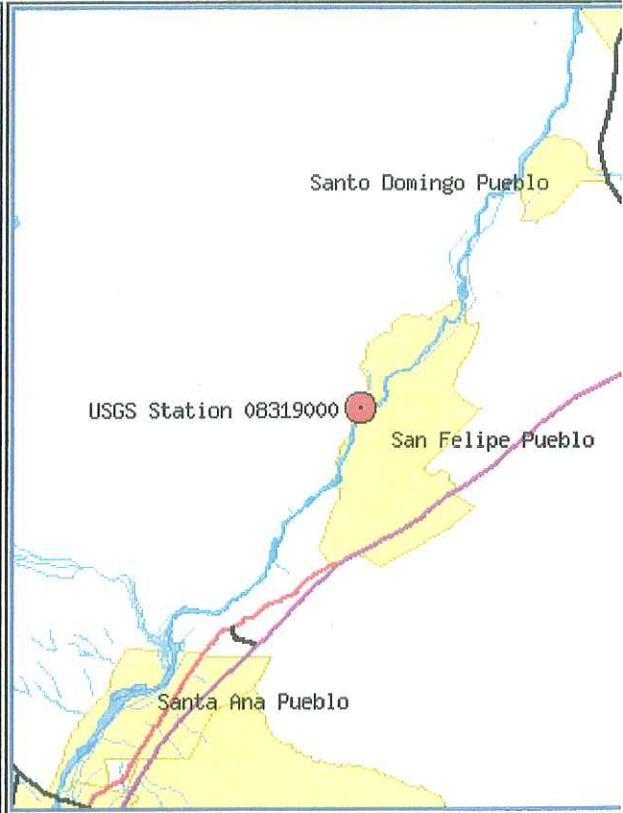 Santo Domingo Pueblo
USGS Station 08319000
San Felipe Pueblo
Santa Ana Pueblo